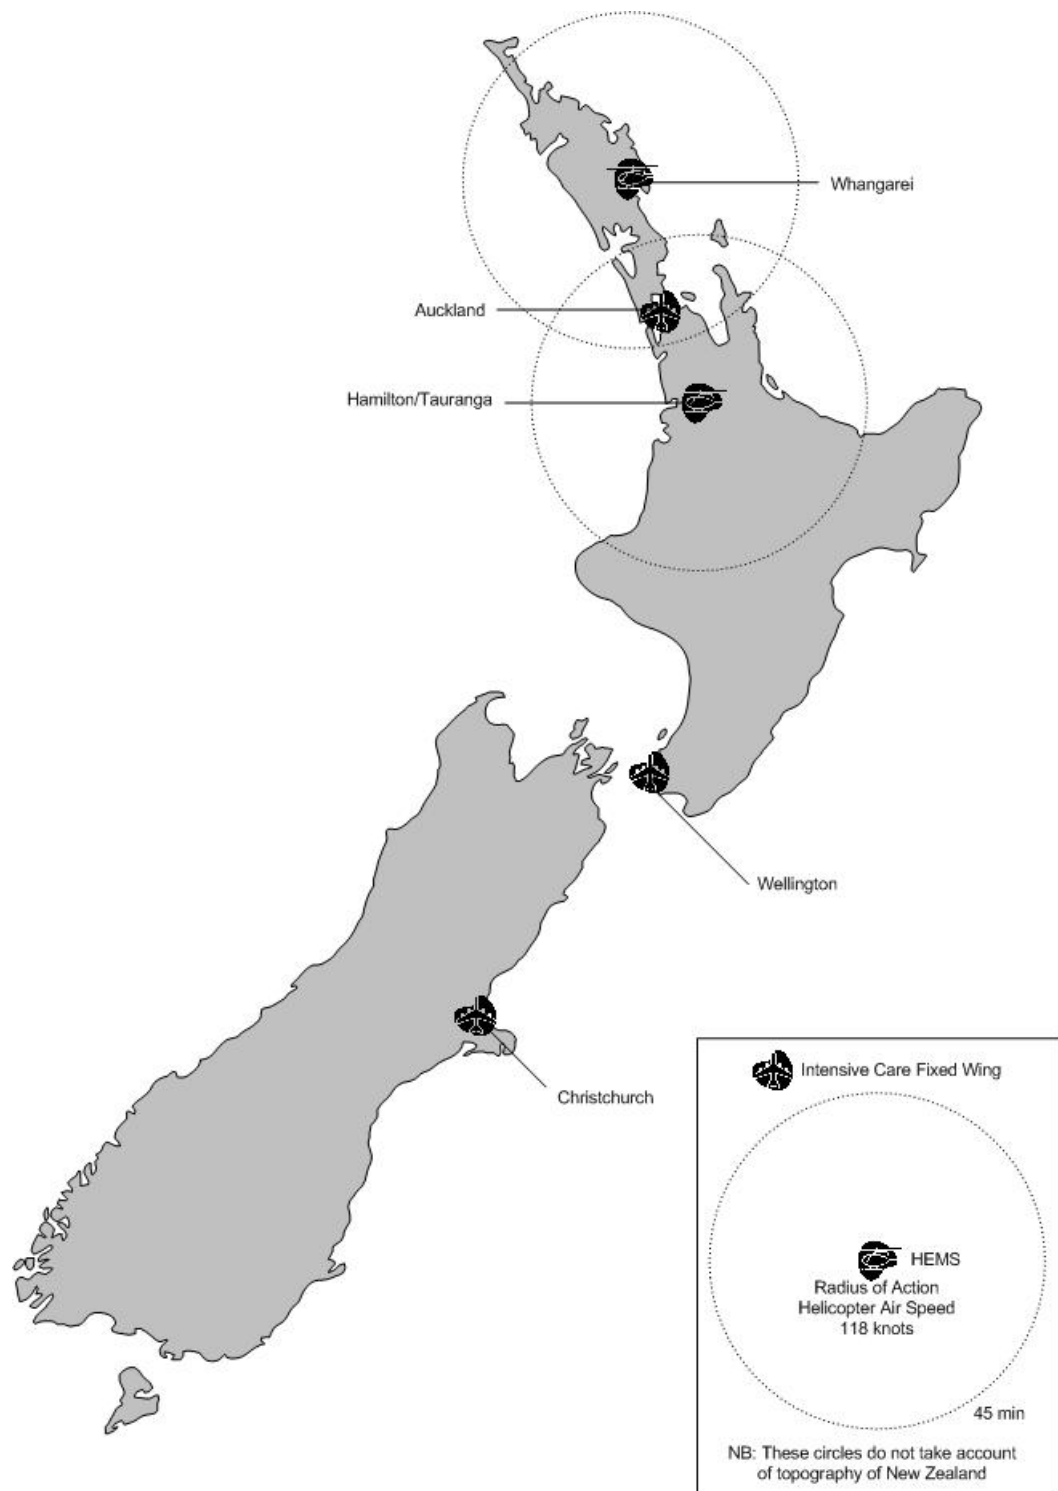 Whangarei
Auckland
Hamilton/Tauranga
Wellington
Christchurch
Intensive Care Fixed Wing
HEMS
Radius of Action
Helicopter Air Speed
118 knots
45 min
NB: These circles do not take account
of topography of New Zealand